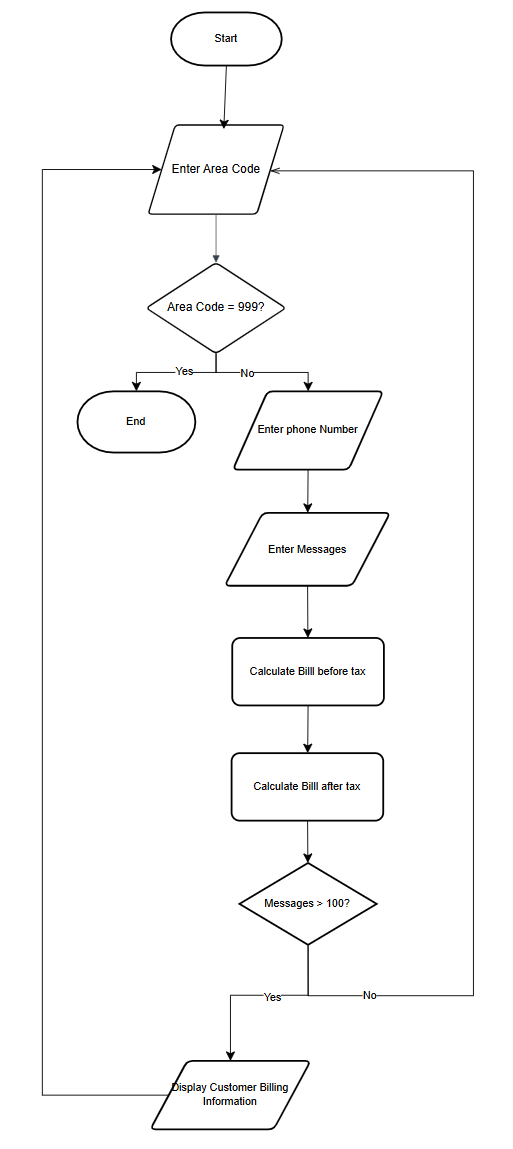 Start
Enter Area Code
Area Code = 999?
Yes
No
End
Enter phone Number
Enter Messages
Calculate Billl before tax
Calculate Billl after tax
Messages > 100?
Yes
No
Display Customer Billing
Information